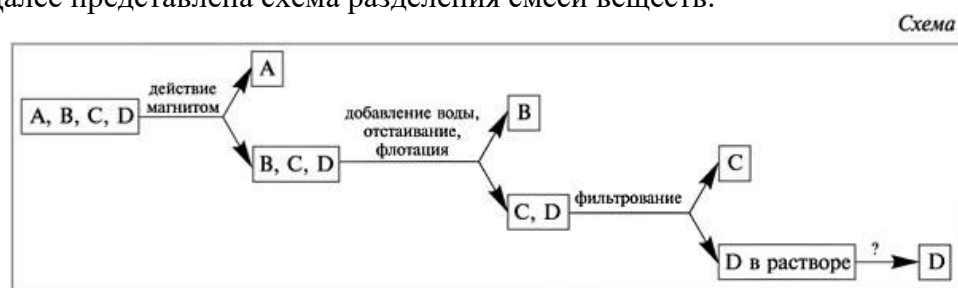 далее представлена схема разделения смеси веществ.
Схема
A
действие
магнитом
A, B, C, D
добавление воды,
отстаивание,
флотация
B
B, C, D
C
фильтрование
C, D
?
D в растворе
D